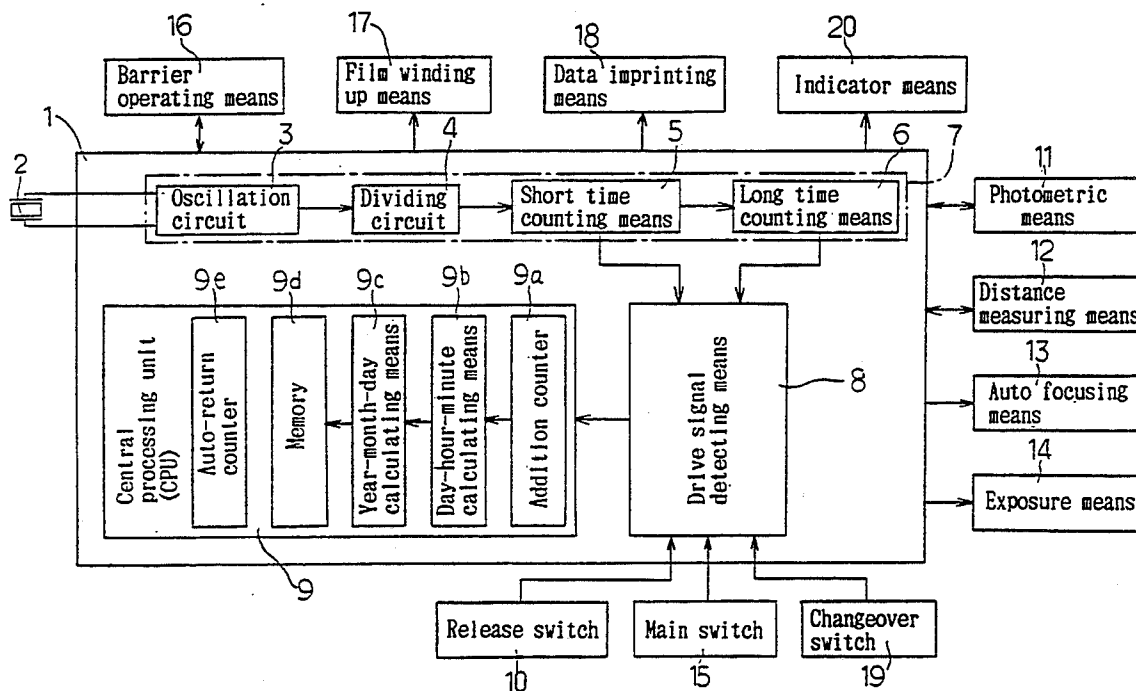 16
Barrier
operating means
17
Film winding
up means
18
Data imprinting
means
20
Indicator means
1
2
3
Oscillation
circuit
4
Dividing
circuit
5
Short time
counting means
6
Long time
counting means
7
11
Photometric
means
12
Distance
measuring means
13
Auto focusing
means
14
Exposure means
9e
9d
9c
9b
9a
Central
processing unit
(CPU)
Auto-return
counter
Memory
Year-month-day
calculating means
Day-hour-minute
calculating means
Addition counter
Drive signal
detecting means
8
9
Release switch
10
Main switch
15
Changeover
switch
19